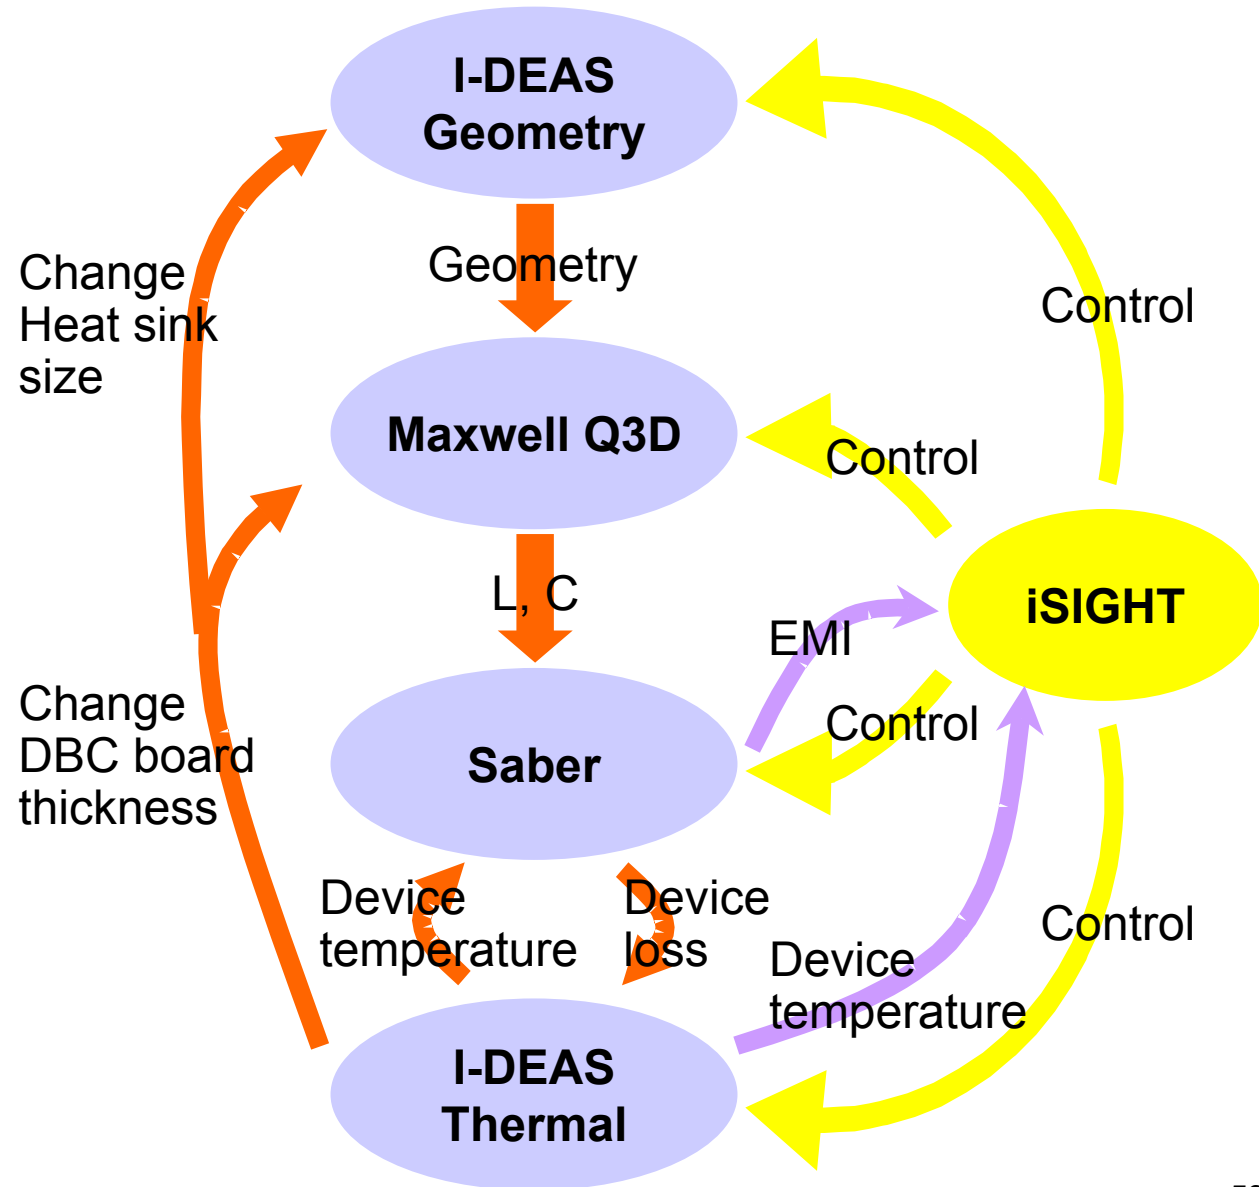 I-DEAS
Geometry
Geometry
Change
Heat sink
size
Control
Maxwell Q3D
Control
L, C
iSIGHT
EMI
Change
DBC board
thickness
Control
Saber
Device
temperature
Device
loss
Control
Device
temperature
I-DEAS
Thermal